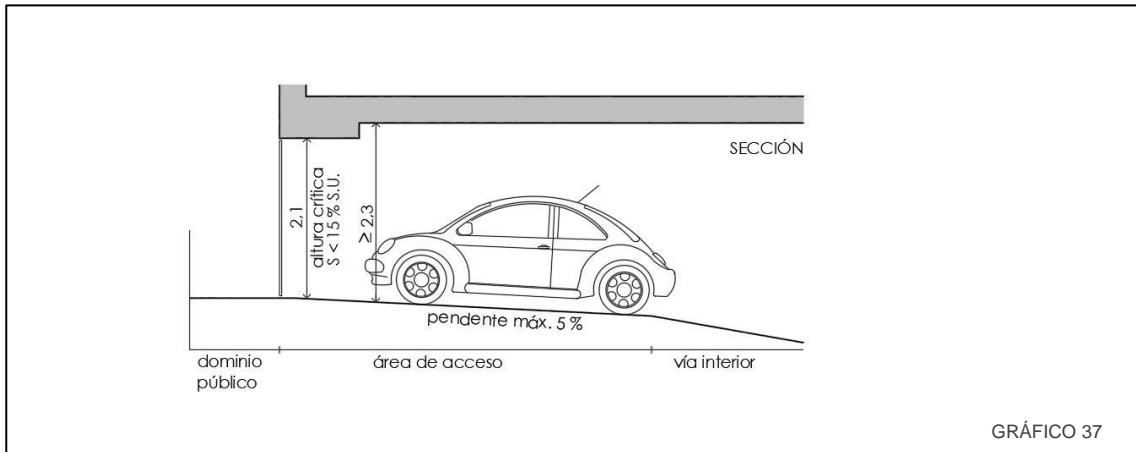 SECCIÓN
2,1
altura crítica
S < 15 % S.U.
≥ 2,3
pendente máx. 5 %
dominio
público
área de acceso
vía interior
GRÁFICO 37